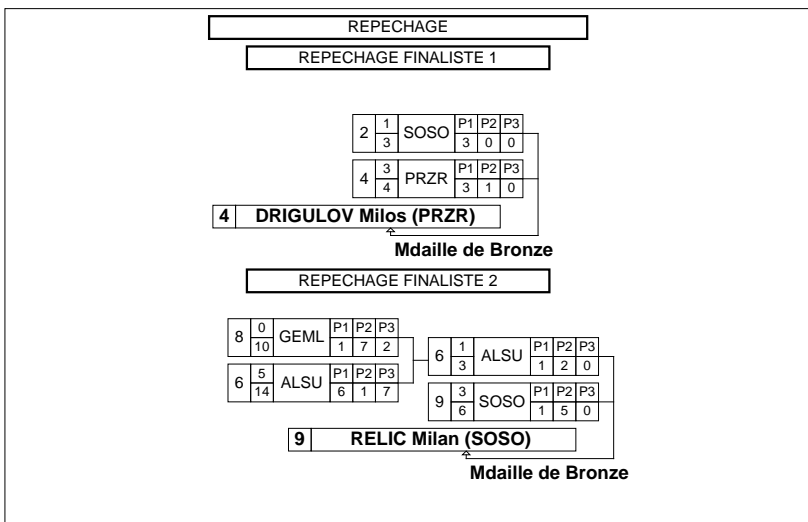 REPECHAGE
REPECHAGE FINALISTE 1
2 1 SOSO P1 P2 P3
3 3 0 0
4 3 PRZR P1 P2 P3
4 3 1 0
4 DRIGULOV Milos (PRZR)
Mdaille de Bronze
REPECHAGE FINALISTE 2
8 0 GEML P1 P2 P3
10 1 7 2
6 1 ALSU P1 P2 P3
3 1 2 0
6 5 ALSU P1 P2 P3
14 6 1 7
9 3 SOSO P1 P2 P3
6 1 5 0
9 RELIC Milan (SOSO)
Mdaille de Bronze